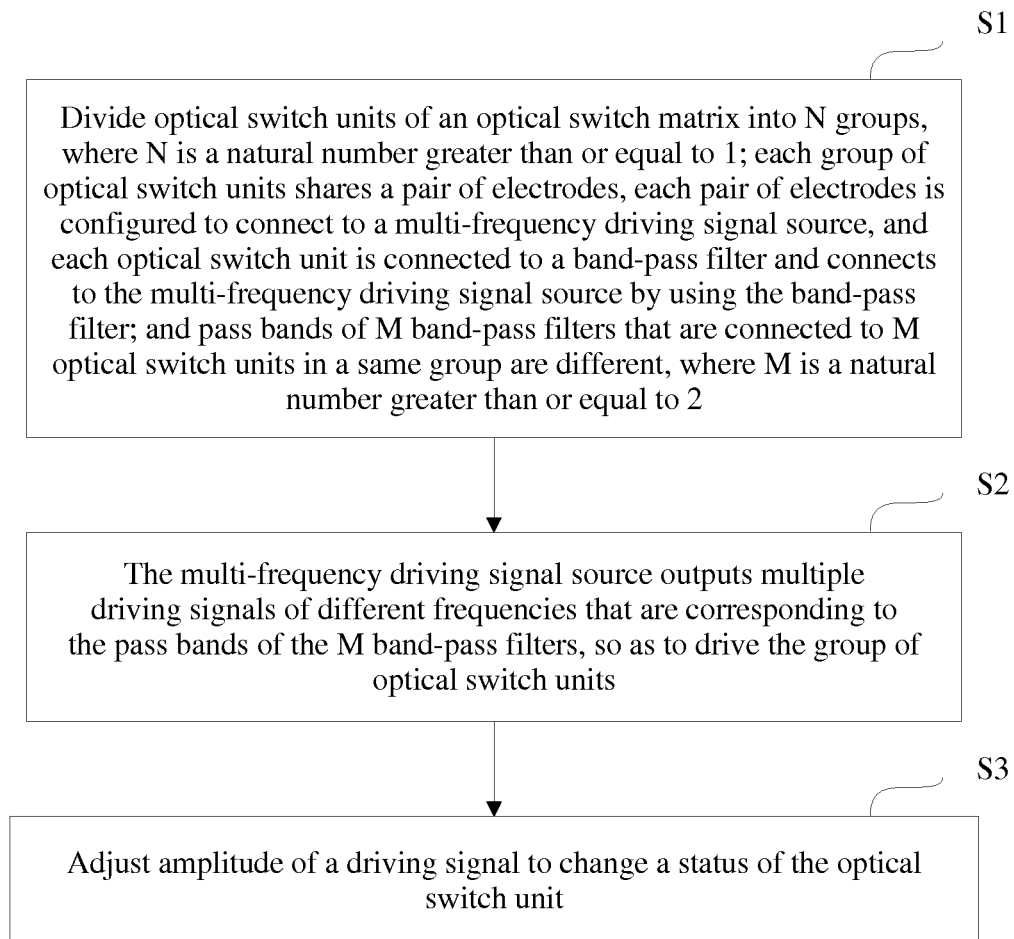 S1
Divide optical switch units of an optical switch matrix into N groups,
where N is a natural number greater than or equal to 1; each group of
optical switch units shares a pair of electrodes, each pair of electrodes is
configured to connect to a multi-frequency driving signal source, and
each optical switch unit is connected to a band-pass filter and connects
to the multi-frequency driving signal source by using the band-pass
filter; and pass bands of M band-pass filters that are connected to M
optical switch units in a same group are different, where M is a natural
number greater than or equal to 2
S2
The multi-frequency driving signal source outputs multiple
driving signals of different frequencies that are corresponding to
the pass bands of the M band-pass filters, so as to drive the group of
optical switch units
S3
Adjust amplitude of a driving signal to change a status of the optical
switch unit